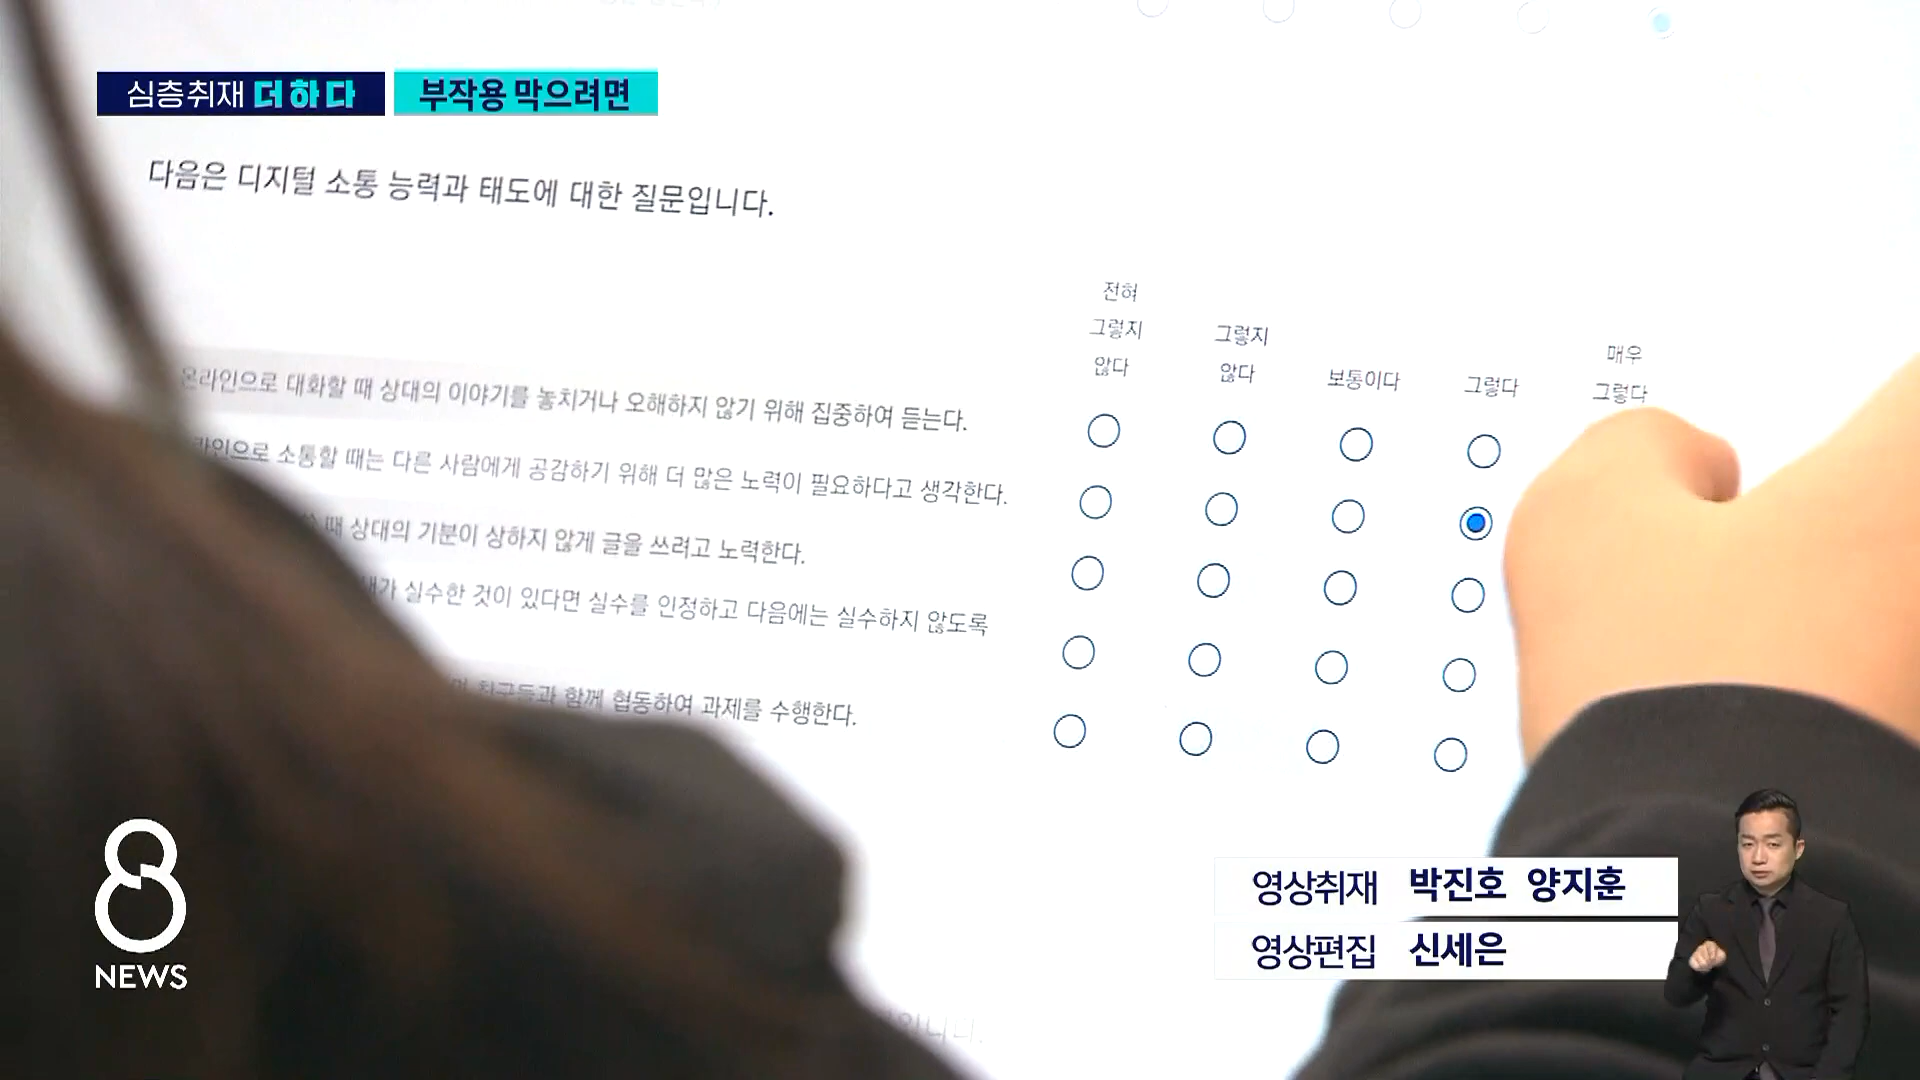 심층취재 더하다 부작용 막으려면
다음은 디지털 소통 능력과 태도에 대한 질문입니다.
전혀 그렇지 않다
그렇지 않다
보통이다
그렇다
매우 그렇다
온라인으로 대화할 때 상대의 이야기를 놓치거나 오해하지 않기 위해 집중하여 듣는다.
소통할 때는 다른 사람에게 공감하기 위해 더 많은 노력이 필요하다고 생각한다.
때 상대의 기분이 상하지 않게 글을 쓰려고 노력한다.
내가 실수한 것이 있다면 실수를 인정하고 다음에는 실수하지 않도록
친구들과 함께 협동하여 과제를 수행한다.
8
NEWS
영상취재 박진호 양지훈
영상편집 신세은